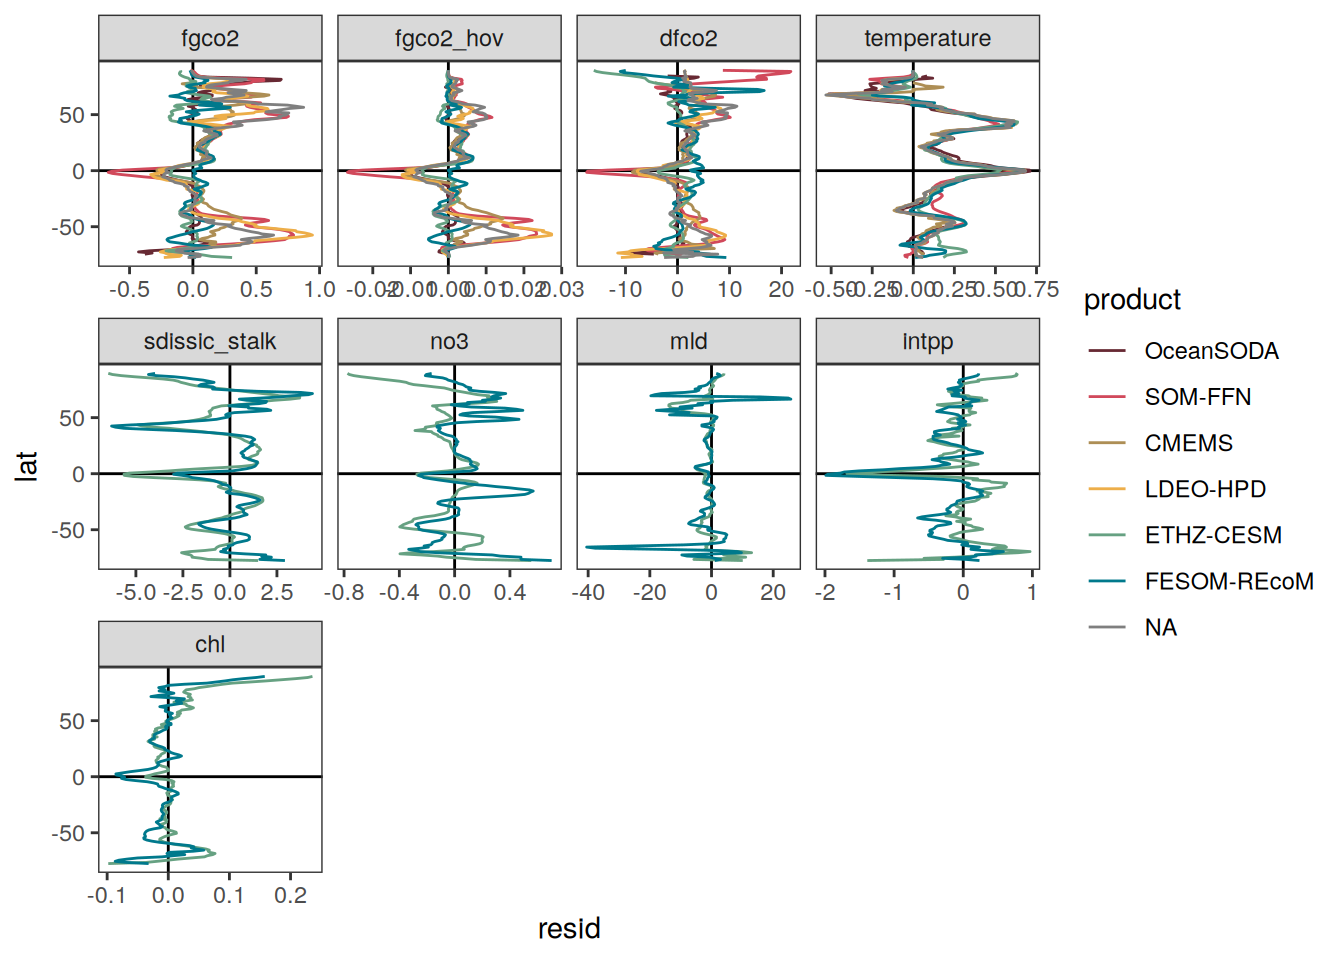 fgco2 fgco2_hov dfco2 temperature
50
0
-50
-0.5 0.0 0.5 1.0 -0.02 -0.01 0.00 0.01 0.02 0.03 -10 0 10 20 -0.50 -0.25 0.00 0.25 0.50 0.75
product
OceanSODA
SOM-FFN
CMEMS
LDEO-HPD
ETHZ-CESM
FESOM-REcoM
NA
sdissic_stalk no3 mld intpp
lat
50
0
-50
-5.0 -2.5 0.0 2.5 -0.8 -0.4 0.0 0.4 -40 -20 0 20 -2 -1 0 1
chl
50
0
-50
-0.1 0.0 0.1 0.2
resid